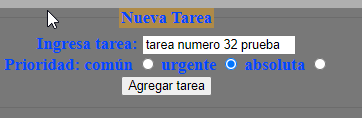 Nueva Tarea
Ingresa tarea: tarea numero 32 prueba
Prioridad: común urgente absoluta
Agregar tarea